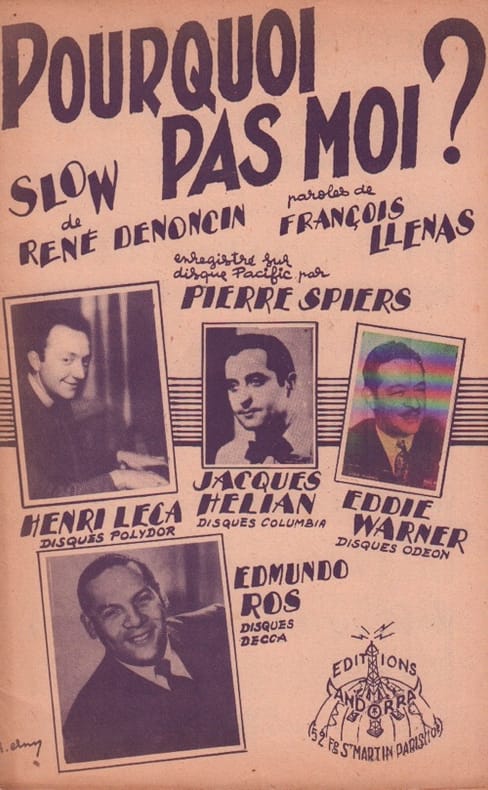 POURQUOI
PAS MOI ?
SLOW
de
RENÉ DENONCIN
paroles de
FRANÇOIS
LLENAS
enregistré sur
disque Pacific par
PIERRE SPIERS
HENRI LECA
DISQUES POLYDOR
JACQUES
HELIAN
DISQUES COLUMBIA
EDDIE
WARNER
DISQUES ODEON
EDMUNDO
ROS
DISQUES
DECCA
EDITIONS
ANDORRA
52 FG ST MARTIN PARIS (10e)